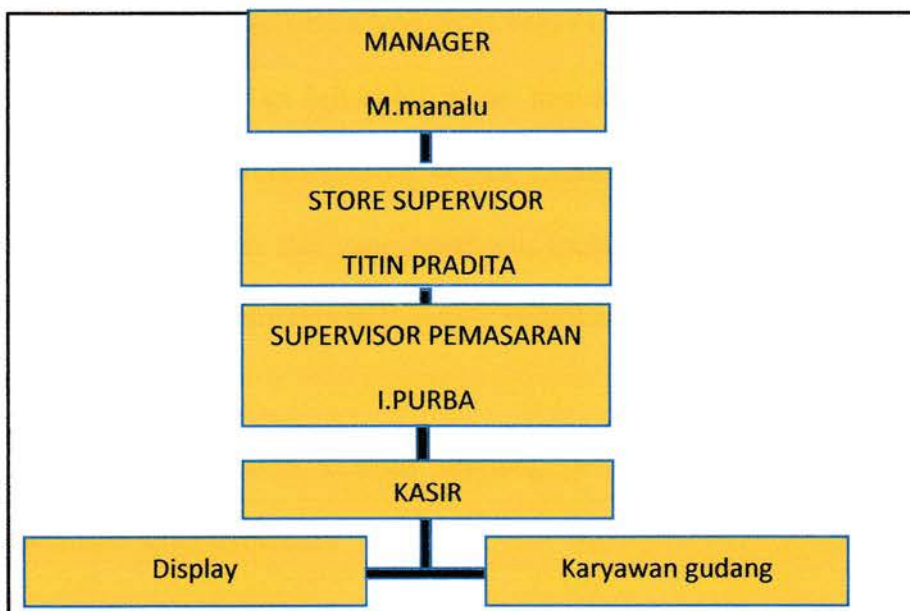 MANAGER
M.manalu
STORE SUPERVISOR
TITIN PRADITA
SUPERVISOR PEMASARAN
I.PURBA
KASIR
Display
Karyawan gudang